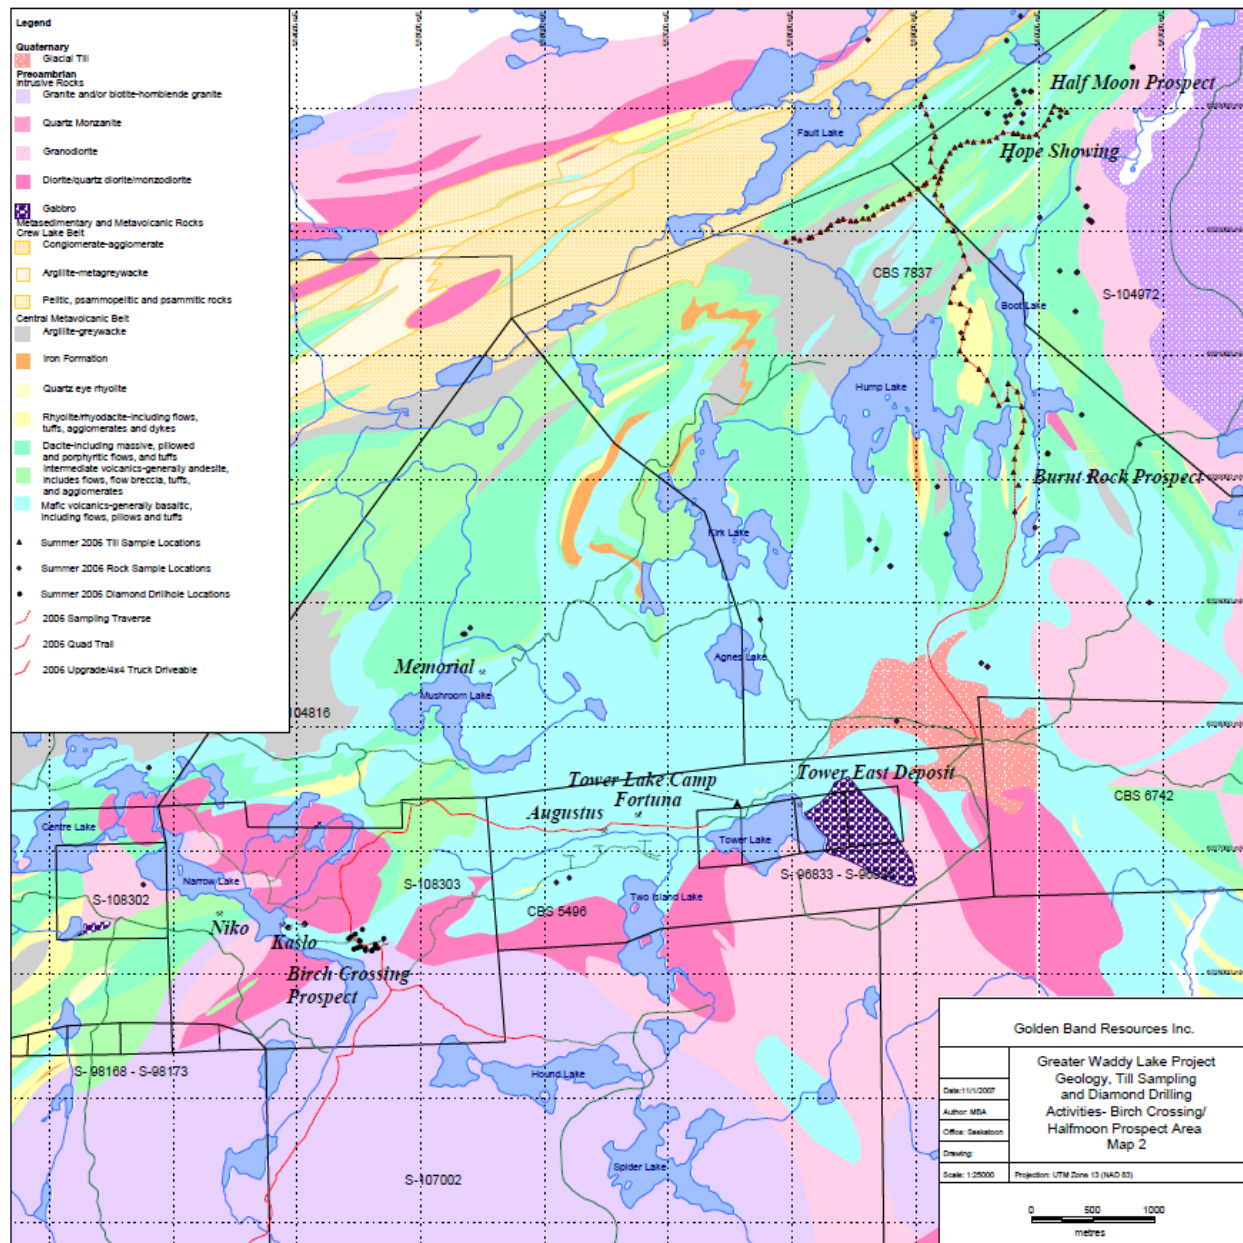 Legend
Quaternary
Glacial Till
Precambrian
Intrusive Rocks
Granite and/or biotite-hornblende granite
Quartz Monzanite
Granodiorite
Diorite/quartz diorite/monzodiorite
Gabbro
Metasedimentary and Metavolcanic Rocks
Crew Lake Belt
Conglomerate-agglomerate
Argillite-metagreywacke
Pelitic, psammopelitic and psammitic rocks
Central Metavolcanic Belt
Argillite-greywacke
Iron Formation
Quartz eye rhyolite
Rhyolite/rhyodacite-including flows,
tuffs, agglomerates and dykes
Dacite-including massive, pillowed
and porphyritic flows, and tuffs
Intermediate volcanics-generally andesite,
includes flows, flow breccia, tuffs,
and agglomerates
Mafic volcanics-generally basaltic,
including flows, pillows and tuffs
Summer 2006 Till Sample Locations
Summer 2006 Rock Sample Locations
Summer 2006 Diamond Drillhole Locations
2006 Sampling Traverse
2006 Quad Trail
2006 Upgrade/4x4 Truck Driveable
Half Moon Prospect
Fault Lake
Hope Showing
CBS 7837
S-104972
Boot Lake
Hump Lake
Burnt Rock Prospect
Kirk Lake
Agnes Lake
Memorial
Mushroom Lake
104816
Tower Lake Camp
Tower East Deposit
Fortuna
Augustus
CBS 6742
Centre Lake
Tower Lake
Narrow Lake
S-108303
S- 96833 -
S-108302
Two Island Lake
CBS 5496
Niko
Kaslo
Birch Crossing
Prospect
S- 98168 - S-98173
Hound Lake
Spider Lake
S-107002
Golden Band Resources Inc.
Greater Waddy Lake Project
Geology, Till Sampling
and Diamond Drilling
Activities- Birch Crossing/
Halfmoon Prospect Area
Map 2
Date:11/1/2007
Author: MBA
Office: Saskatoon
Drawing:
Scale: 1:25000
Projection: UTM Zone 13 (NAD 83)
0 500 1000
metres